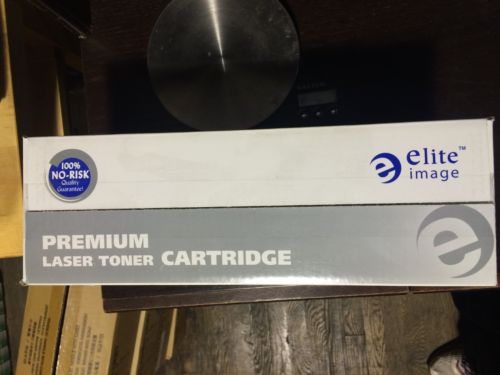 100%
NO-RISK
Quality
Guarantee!
e elite™
image
PREMIUM
LASER TONER CARTRIDGE
e